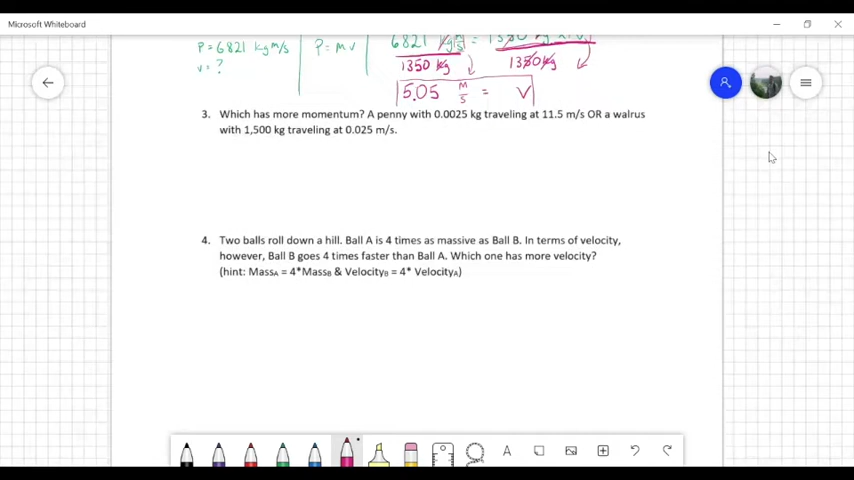 Microsoft Whiteboard
P = 6821 kg m/s
P = m v
6821 kg m/s =
v = ?
1350 kg
1350 kg
5.05 m/s = v
3. Which has more momentum? A penny with 0.0025 kg traveling at 11.5 m/s OR a walrus
with 1,500 kg traveling at 0.025 m/s.
4. Two balls roll down a hill. Ball A is 4 times as massive as Ball B. In terms of velocity,
however, Ball B goes 4 times faster than Ball A. Which one has more velocity?
(hint: MassA = 4*MassB & VelocityB = 4* VelocityA)
A